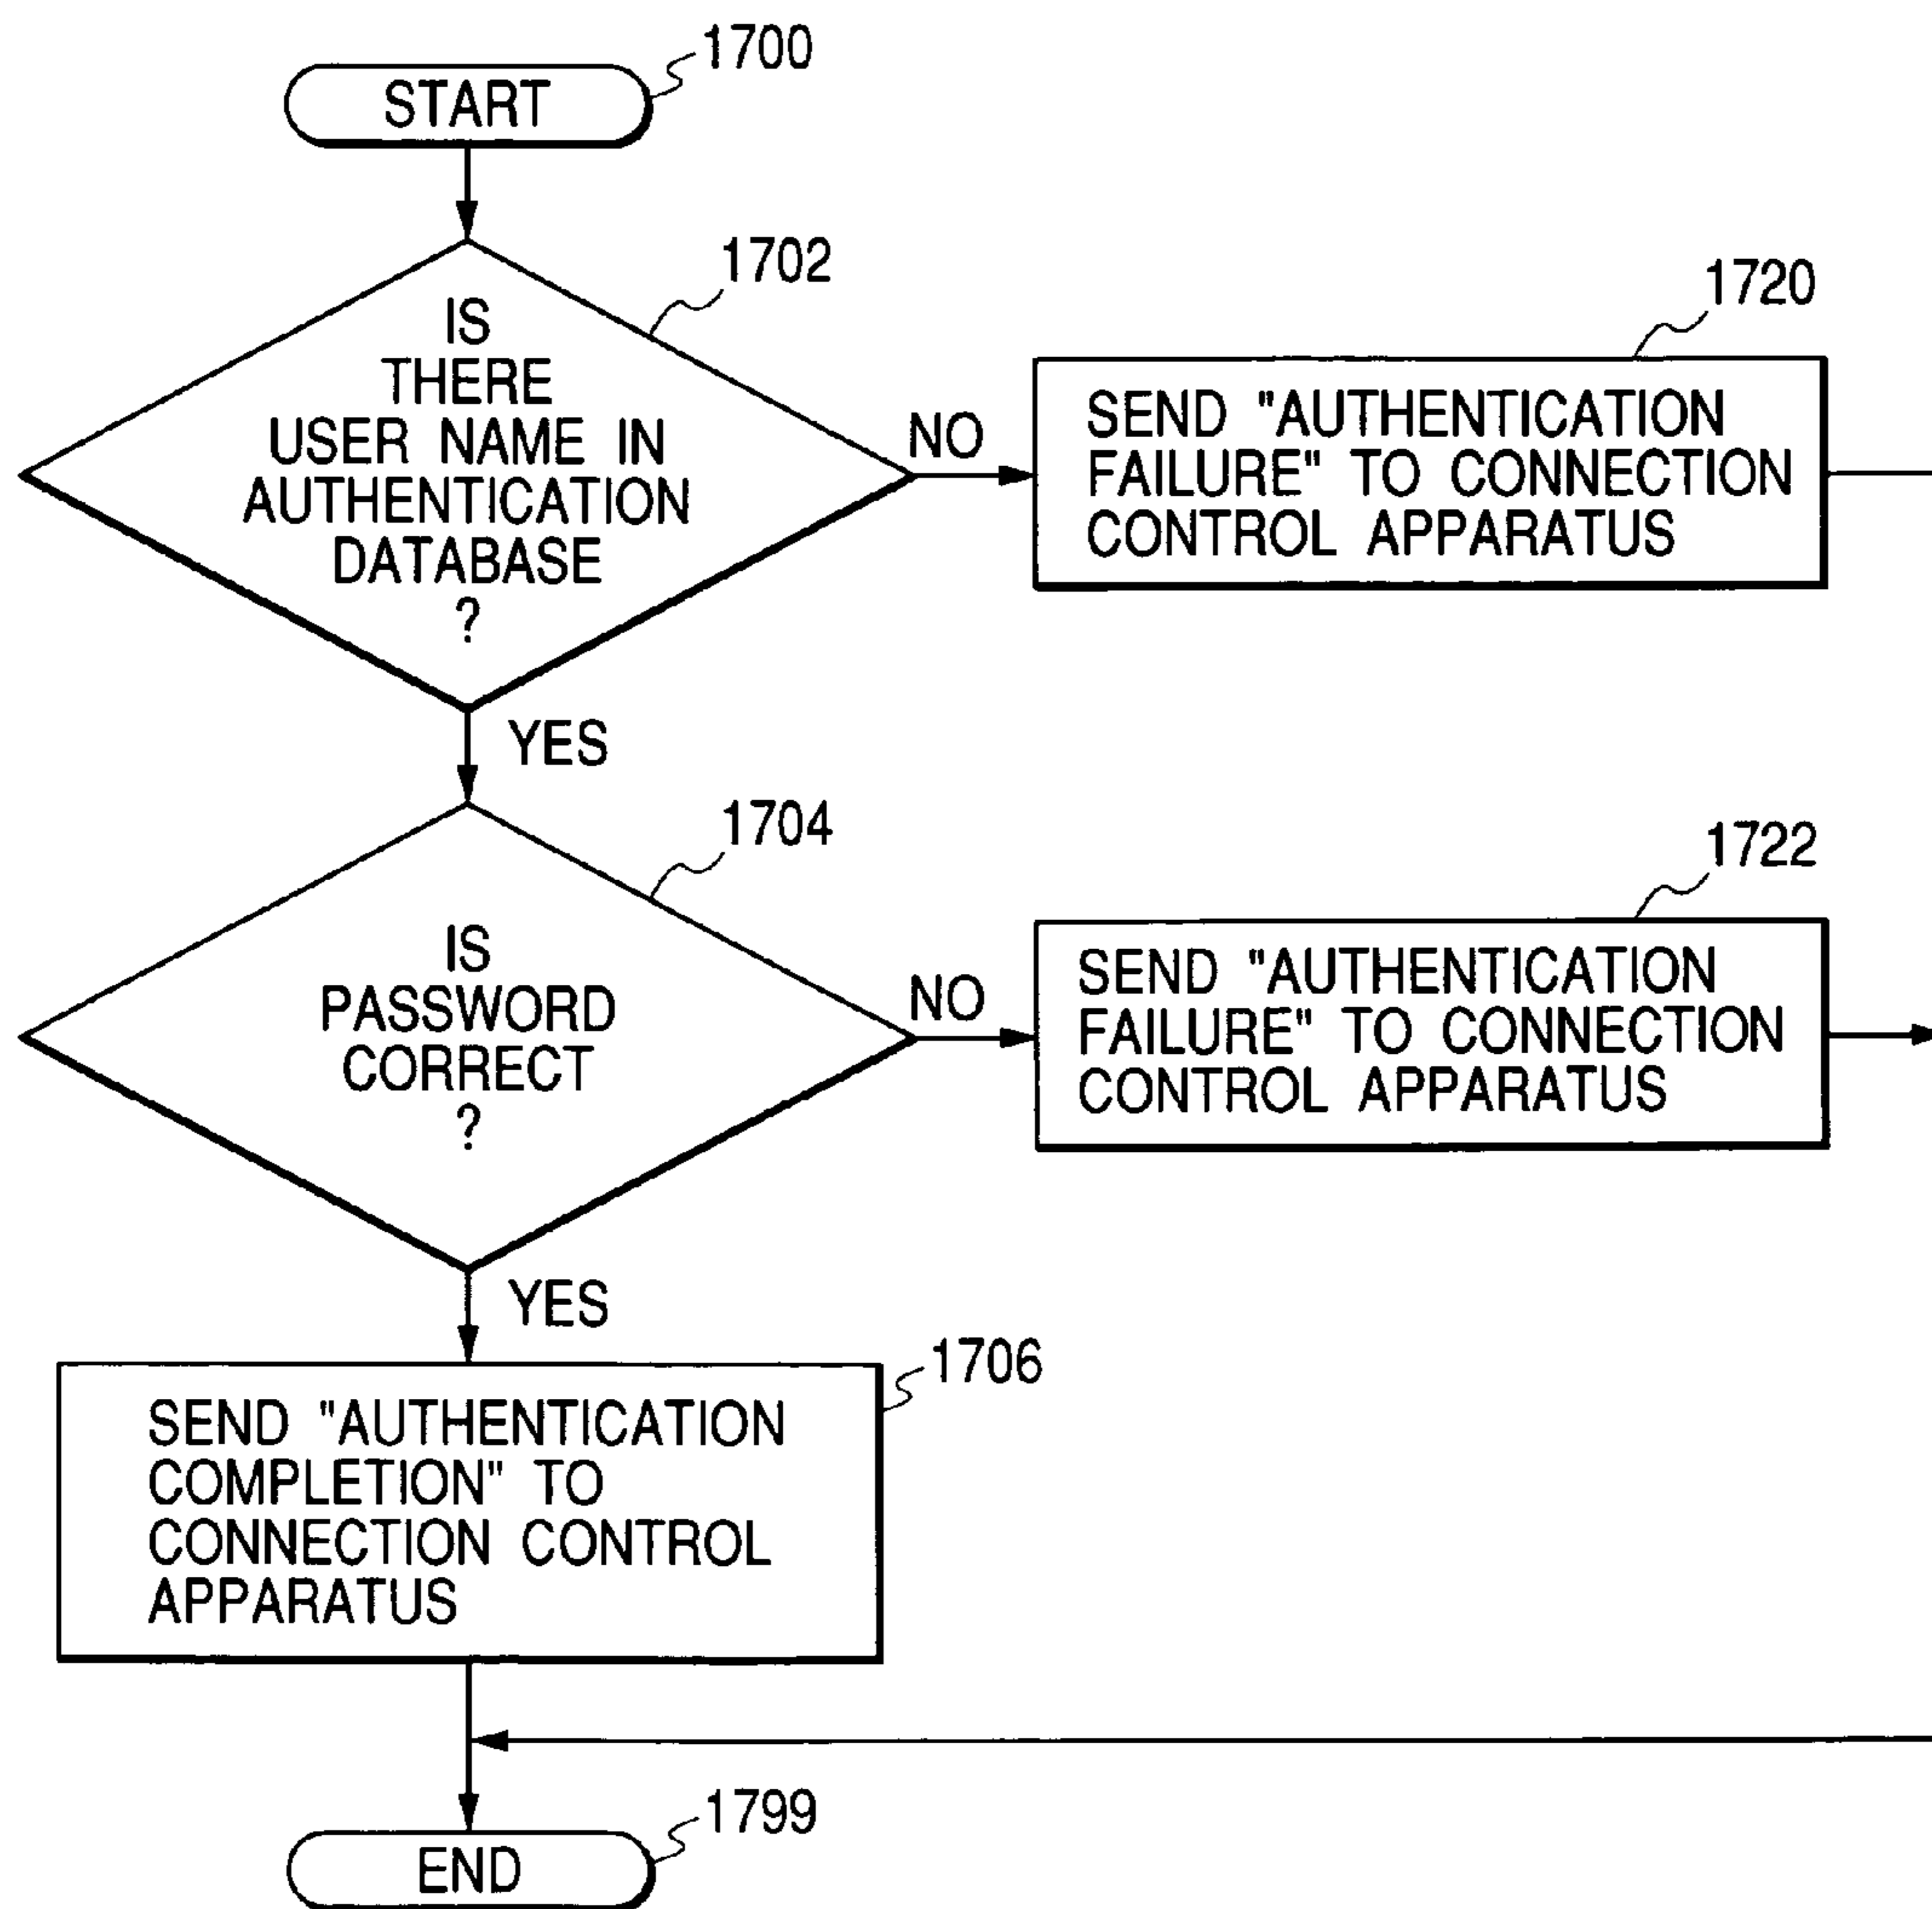 1700
START
1702
IS
THERE
USER NAME IN
AUTHENTICATION
DATABASE
?
NO
1720
SEND "AUTHENTICATION
FAILURE" TO CONNECTION
CONTROL APPARATUS
YES
1704
IS
PASSWORD
CORRECT
?
NO
1722
SEND "AUTHENTICATION
FAILURE" TO CONNECTION
CONTROL APPARATUS
YES
1706
SEND "AUTHENTICATION
COMPLETION" TO
CONNECTION CONTROL
APPARATUS
1799
END